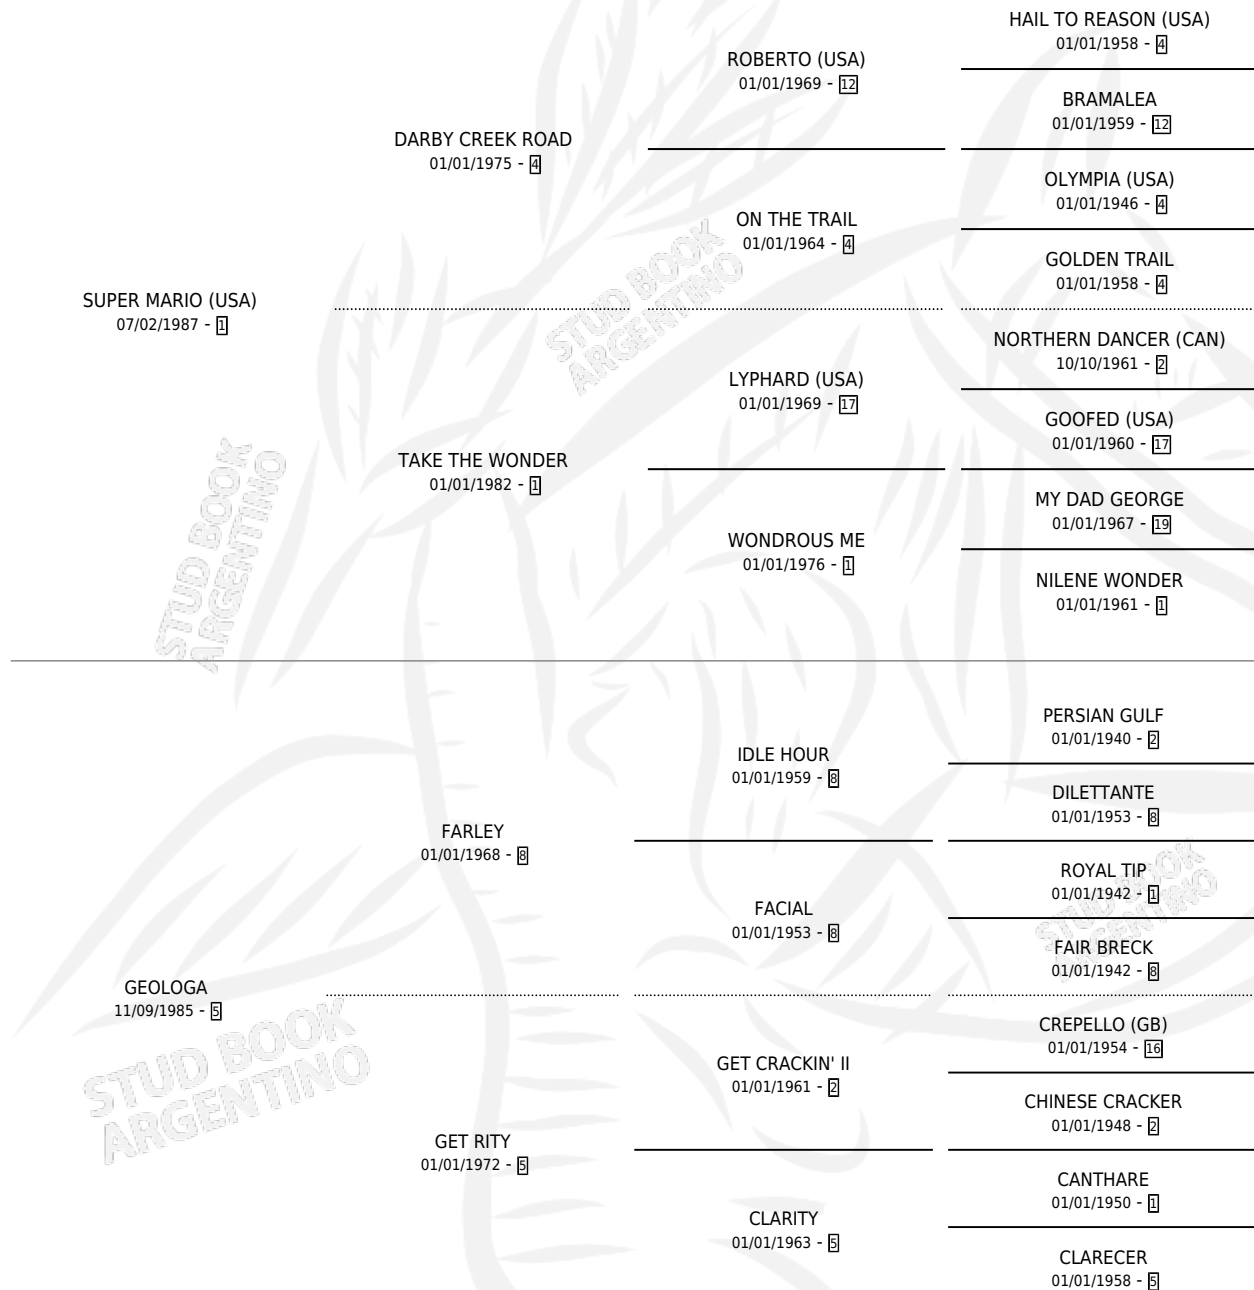 HAIL TO REASON (USA)
01/01/1958 - 4
ROBERTO (USA)
01/01/1969 - 12
BRAMALEA
01/01/1959 - 12
DARBY CREEK ROAD
01/01/1975 - 4
OLYMPIA (USA)
01/01/1946 - 4
ON THE TRAIL
01/01/1964 - 4
GOLDEN TRAIL
01/01/1958 - 4
SUPER MARIO (USA)
07/02/1987 - 1
NORTHERN DANCER (CAN)
10/10/1961 - 2
LYPHARD (USA)
01/01/1969 - 17
GOOFED (USA)
01/01/1960 - 17
TAKE THE WONDER
01/01/1982 - 1
MY DAD GEORGE
01/01/1967 - 19
WONDROUS ME
01/01/1976 - 1
NILENE WONDER
01/01/1961 - 1
PERSIAN GULF
01/01/1940 - 2
IDLE HOUR
01/01/1959 - 8
DILETTANTE
01/01/1953 - 8
FARLEY
01/01/1968 - 8
ROYAL TIP
01/01/1942 - 1
FACIAL
01/01/1953 - 8
FAIR BRECK
01/01/1942 - 8
GEOLOGA
11/09/1985 - 5
CREPELLO (GB)
01/01/1954 - 16
GET CRACKIN' II
01/01/1961 - 2
CHINESE CRACKER
01/01/1948 - 2
GET RITY
01/01/1972 - 5
CANTHARE
01/01/1950 - 1
CLARITY
01/01/1963 - 5
CLARECER
01/01/1958 - 5
STUD BOOK
ARGENTINO
STUD BOOK
ARGENTINO
STUD BOOK
ARGENTINO
STUD BOOK
ARGENTINO